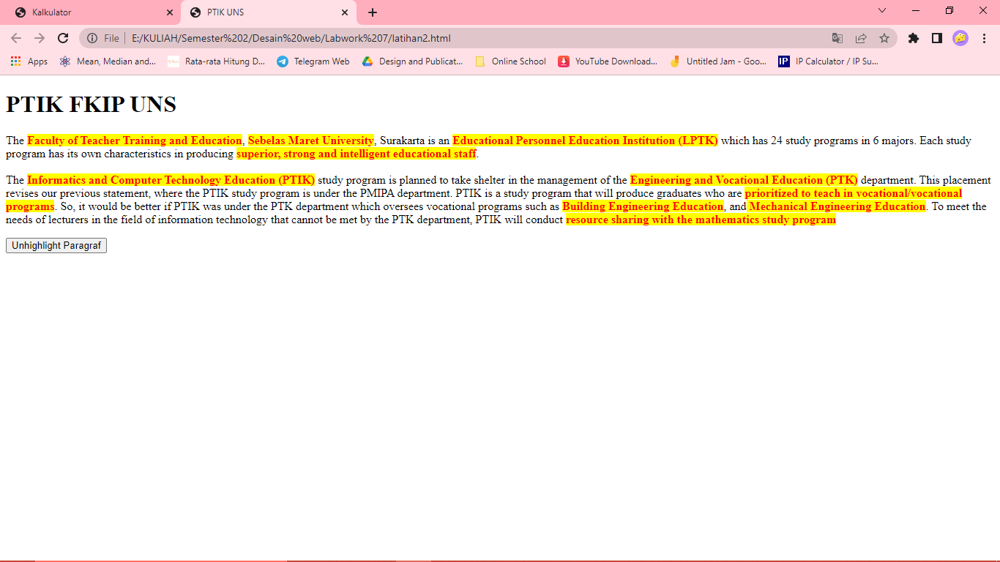 Kalkulator
PTIK UNS
File
E:/KULIAH/Semester%202/Desain%20web/Labwork%207/latihan2.html
Apps
Mean, Median and...
Rata-rata Hitung D...
Telegram Web
Design and Publicat...
Online School
YouTube Download...
Untitled Jam - Goo...
IP
IP Calculator / IP Su...
PTIK FKIP UNS
The Faculty of Teacher Training and Education, Sebelas Maret University, Surakarta is an Educational Personnel Education Institution (LPTK) which has 24 study programs in 6 majors. Each study
program has its own characteristics in producing superior, strong and intelligent educational staff.
The Informatics and Computer Technology Education (PTIK) study program is planned to take shelter in the management of the Engineering and Vocational Education (PTK) department. This placement
revises our previous statement, where the PTIK study program is under the PMIPA department. PTIK is a study program that will produce graduates who are prioritized to teach in vocational/vocational
programs. So, it would be better if PTIK was under the PTK department which oversees vocational programs such as Building Engineering Education, and Mechanical Engineering Education. To meet the
needs of lecturers in the field of information technology that cannot be met by the PTK department, PTIK will conduct resource sharing with the mathematics study program
Unhighlight Paragraf